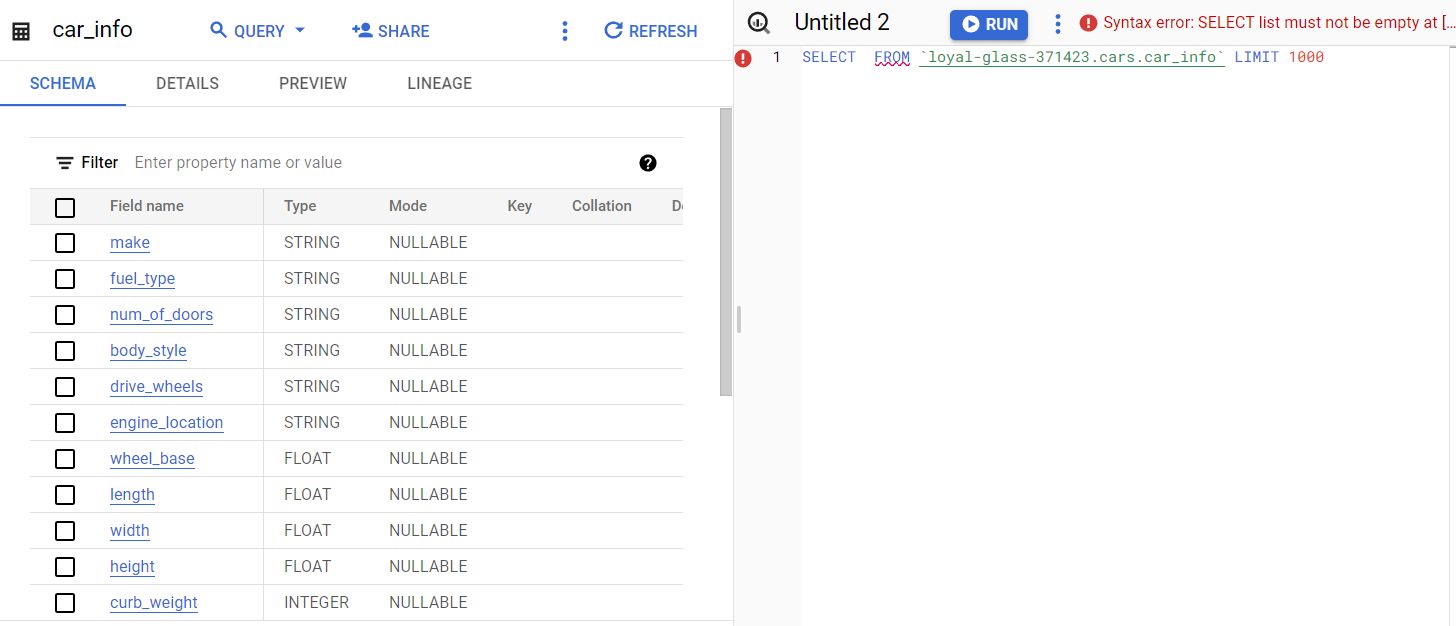 car_info QUERY SHARE REFRESH
SCHEMA DETAILS PREVIEW LINEAGE
Filter Enter property name or value ?
Field name Type Mode Key Collation
make STRING NULLABLE
fuel_type STRING NULLABLE
num_of_doors STRING NULLABLE
body_style STRING NULLABLE
drive_wheels STRING NULLABLE
engine_location STRING NULLABLE
wheel_base FLOAT NULLABLE
length FLOAT NULLABLE
width FLOAT NULLABLE
height FLOAT NULLABLE
curb_weight INTEGER NULLABLE
Untitled 2 RUN ! Syntax error: SELECT list must not be empty at [...
! 1 SELECT  FROM `loyal-glass-371423.cars.car_info` LIMIT 1000